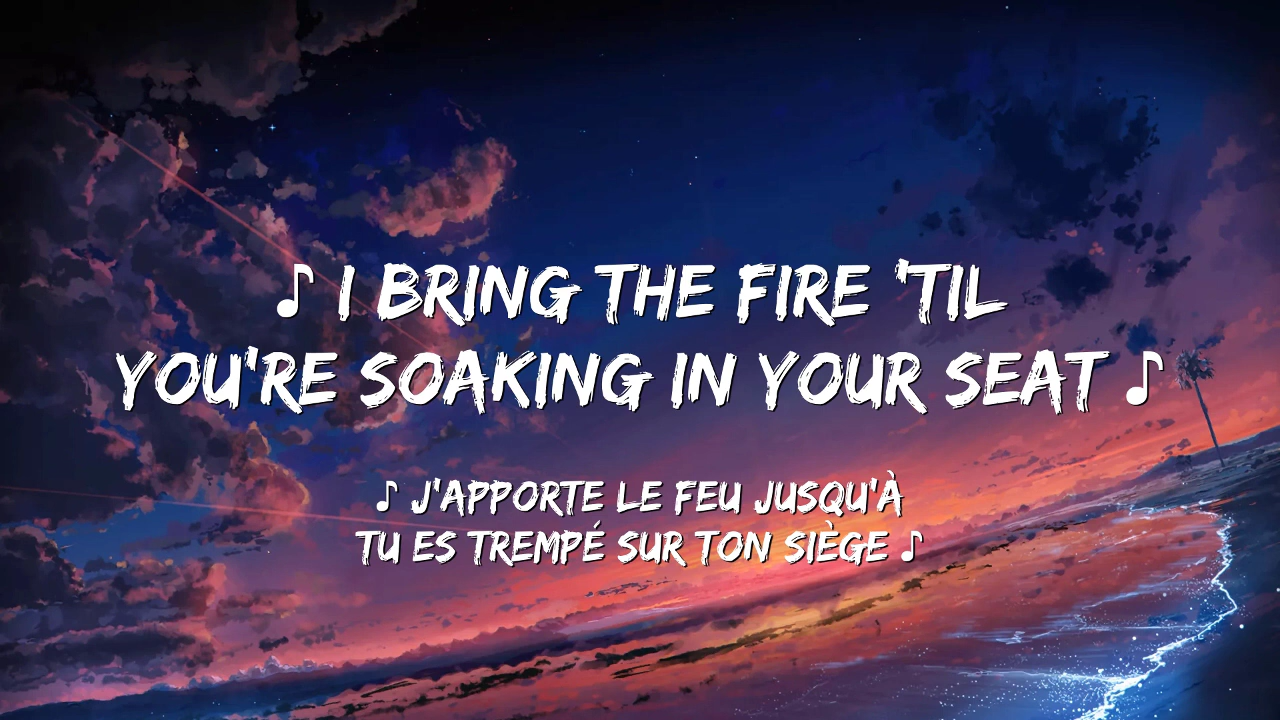 ♪ I BRING THE FIRE 'TIL
YOU'RE SOAKING IN YOUR SEAT ♪
♪ J'APPORTE LE FEU JUSQU'À
TU ES TREMPÉ SUR TON SIÈGE ♪